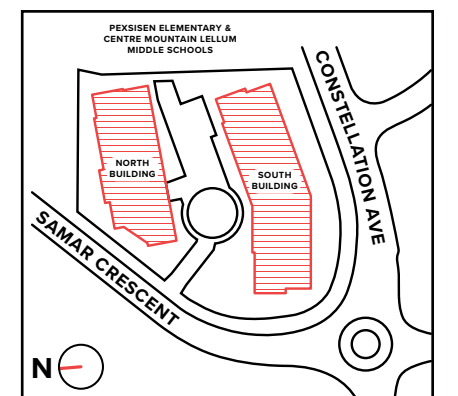 PEXSISEN ELEMENTARY &
CENTRE MOUNTAIN LELLUM
MIDDLE SCHOOLS
CONSTELLATION AVE
NORTH
BUILDING
SOUTH
BUILDING
SAMAR CRESCENT
N